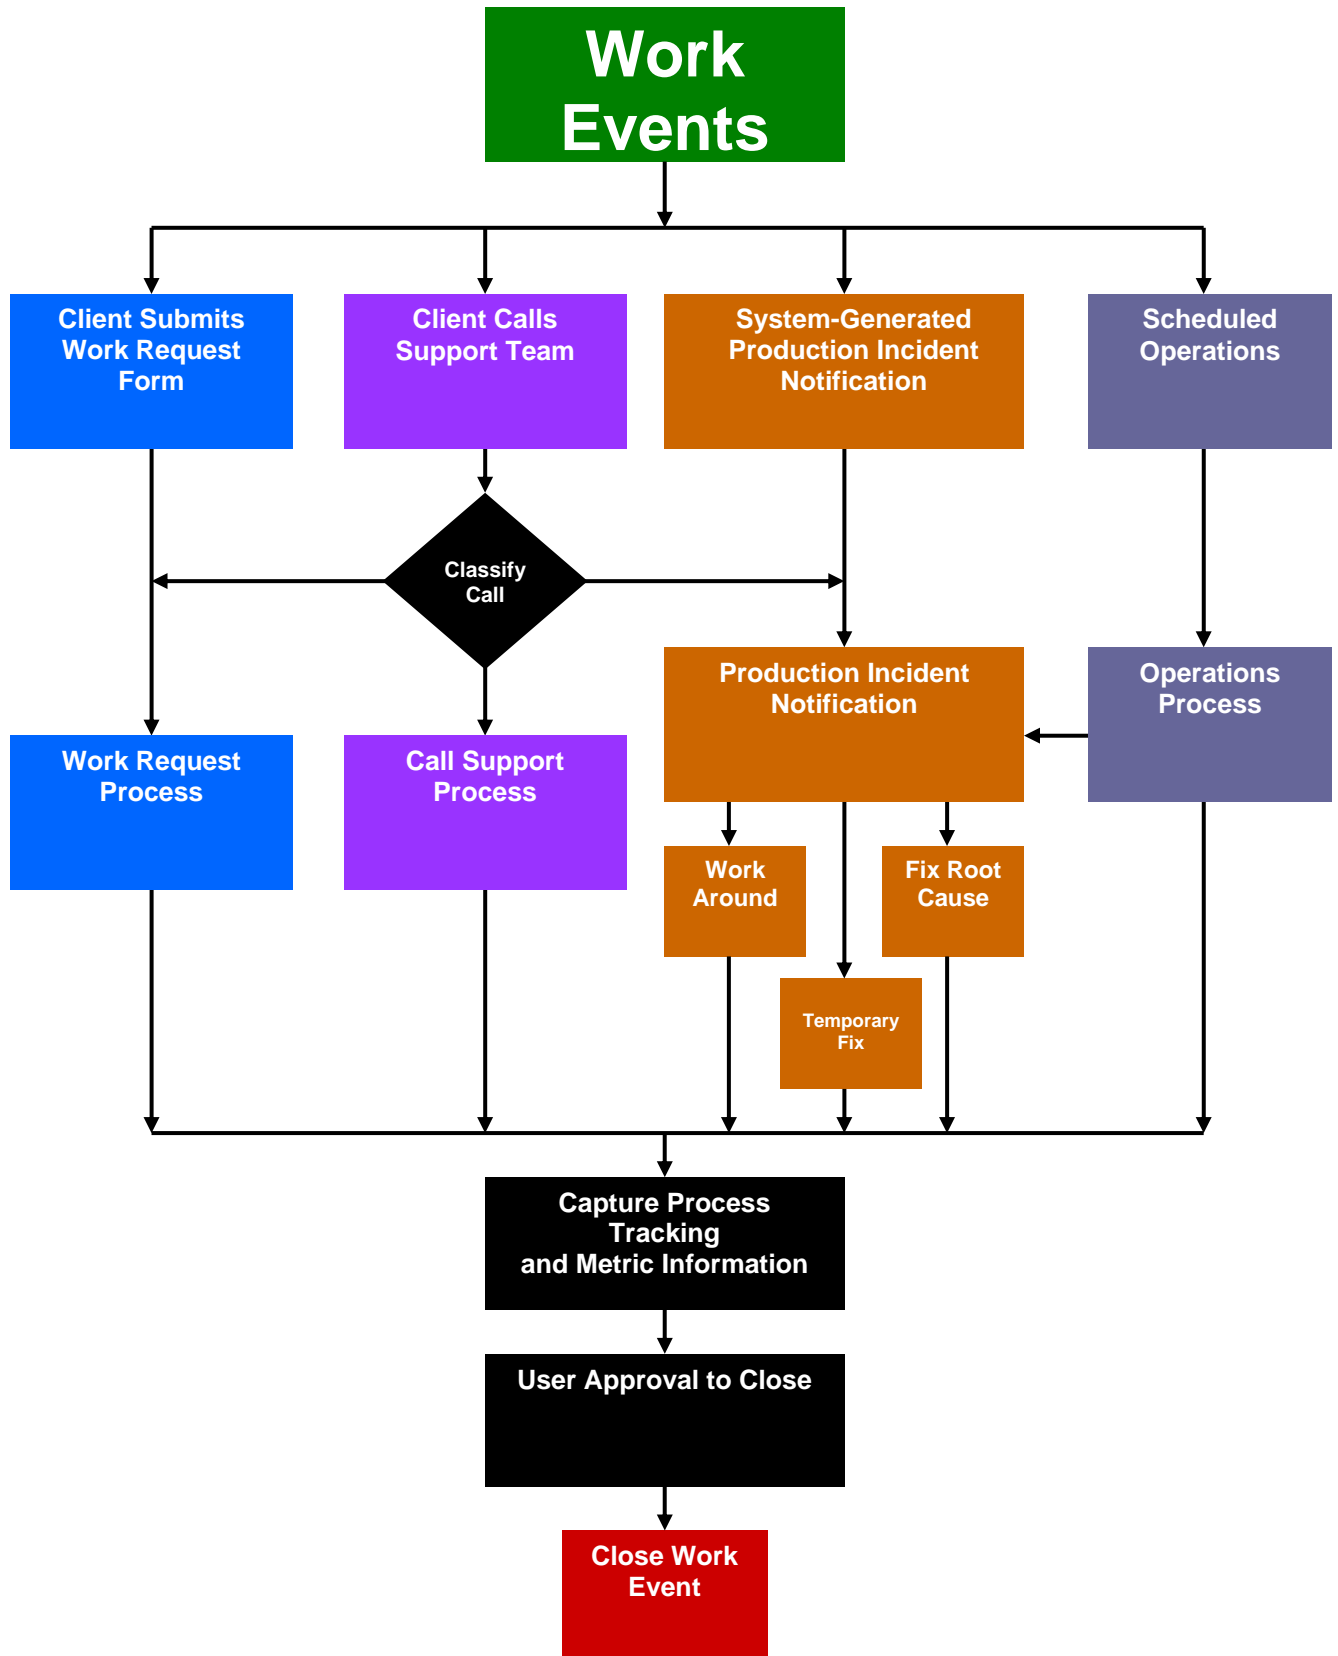 Work
Events
Client Submits
Work Request
Form
Client Calls
Support Team
System-Generated
Production Incident
Notification
Scheduled
Operations
Classify
Call
Production Incident
Notification
Operations
Process
Work Request
Process
Call Support
Process
Work
Around
Fix Root
Cause
Temporary
Fix
Capture Process
Tracking
and Metric Information
User Approval to Close
Close Work
Event